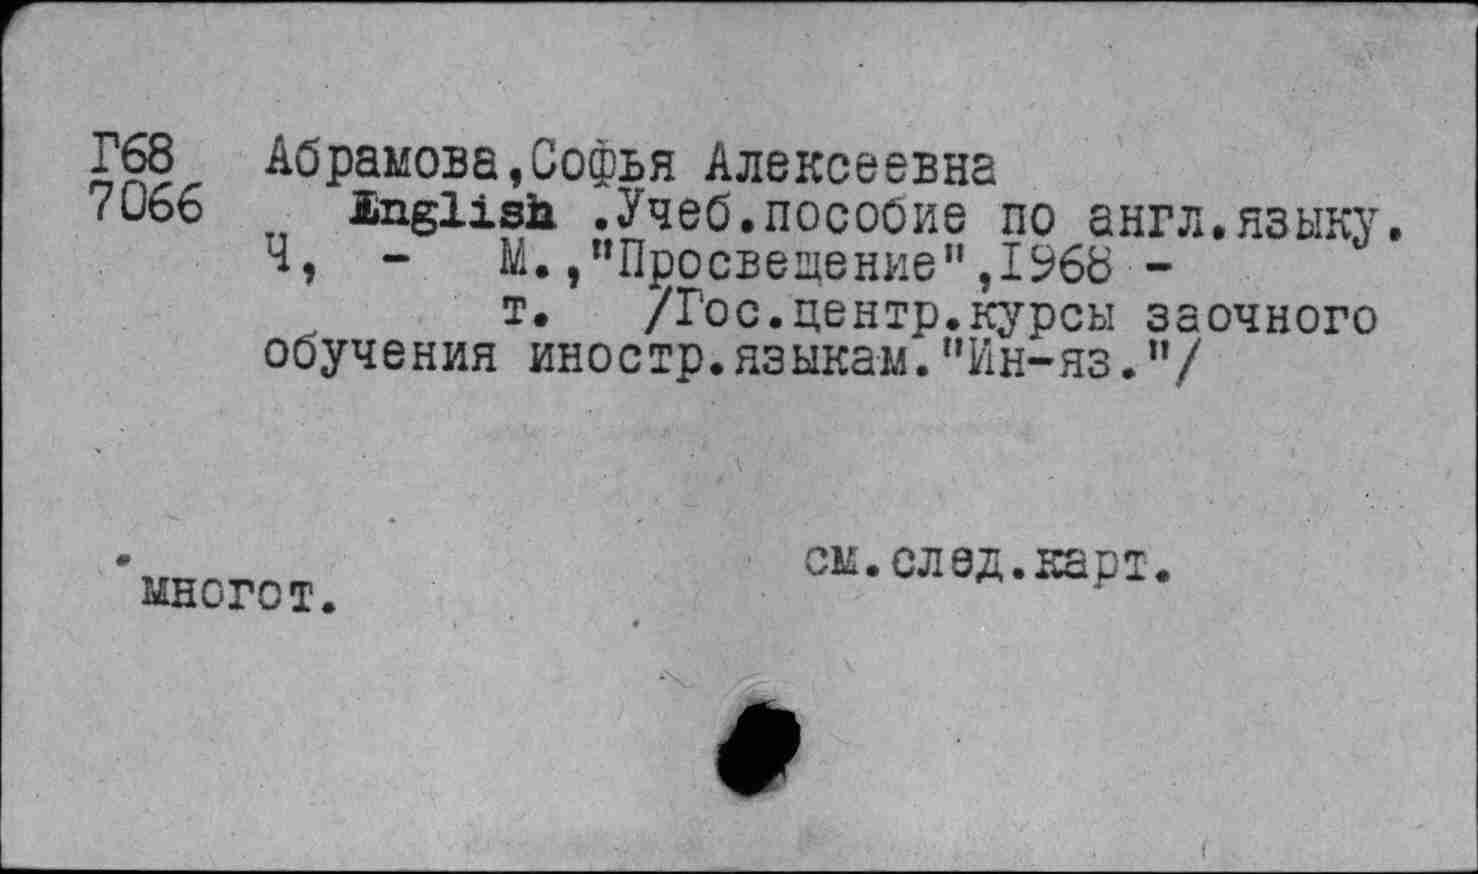 Г68 Абрамова,Софья Алексеевна
7066 English .Учеб.пособие по англ.языку.
Ч, - М.,"Просвещение",1968 -
т. /Гос.центр.курсы заочного
обучения иностр.языкам."Ин-яз."/
см.след.карт.
многот.